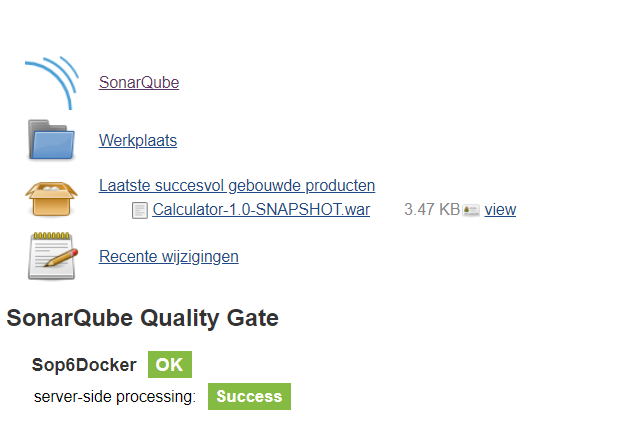 SonarQube
Werkplaats
Laatste succesvol gebouwde producten
Calculator-1.0-SNAPSHOT.war 3.47 KB view
Recente wijzigingen
SonarQube Quality Gate
Sop6Docker OK
server-side processing: Success